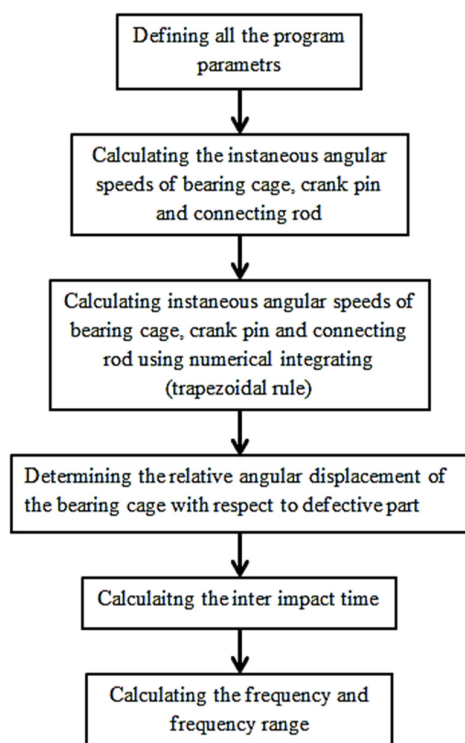 Defining all the program
parametrs
Calculating the instaneous angular
speeds of bearing cage, crank pin
and connecting rod
Calculating instaneous angular speeds of
bearing cage, crank pin and connecting
rod using numerical integrating
(trapezoidal rule)
Determining the relative angular displacement of
the bearing cage with respect to defective part
Calculaitng the inter impact time
Calculating the frequency and
frequency range